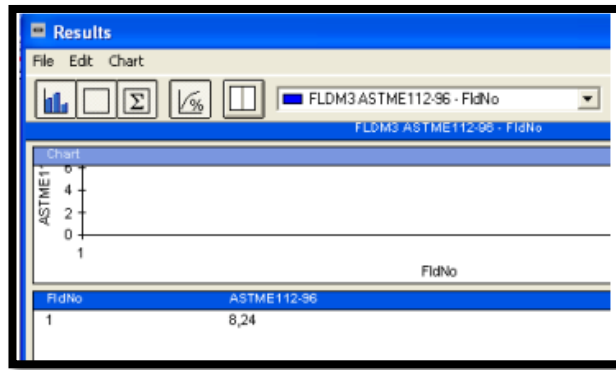 Results
File Edit Chart
Σ % FLDM3 ASTME112-96 - FldNo
FLDM3 ASTME112-96 - FldNo
Chart
ASTME1
6
4
2
0
1
FldNo
FldNo ASTME112-96
1 8,24